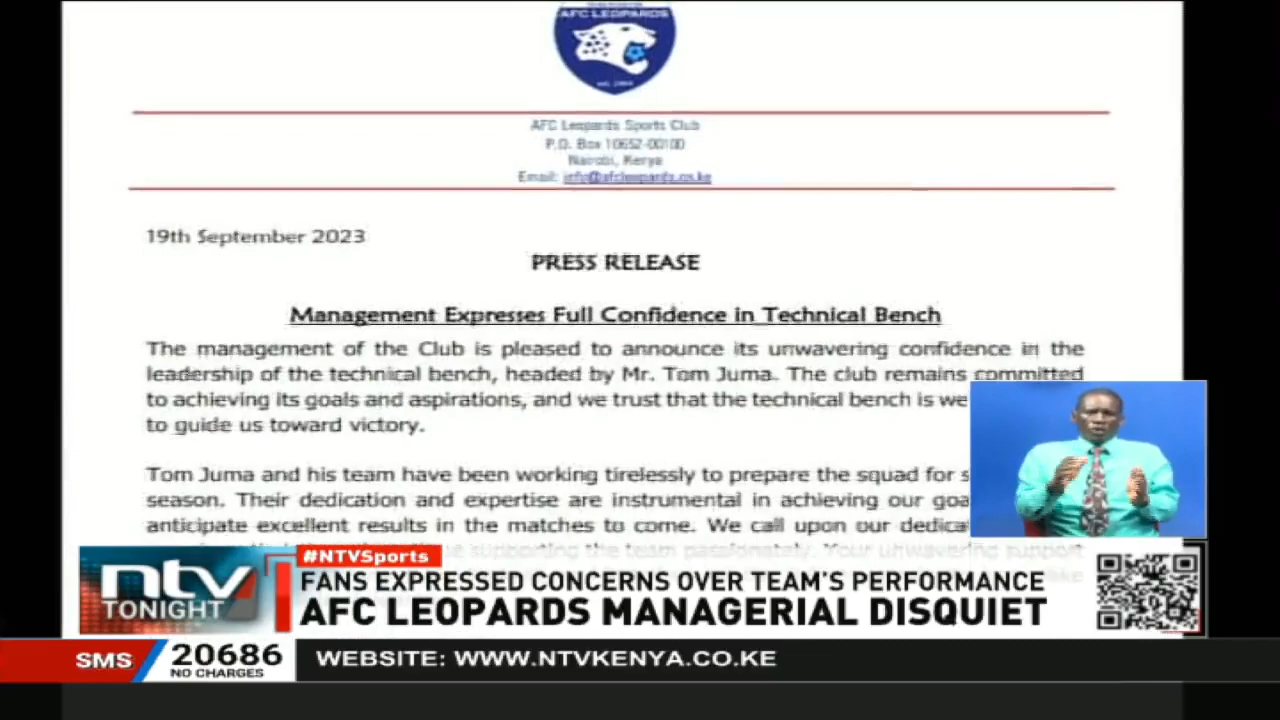 AFC LEOPARDS
AFC Leopards Sports Club
P.O. Box 10652-00100
Nairobi, Kenya
Email: info@afcleopards.co.ke
19th September 2023
PRESS RELEASE
Management Expresses Full Confidence in Technical Bench
The management of the Club is pleased to announce its unwavering confidence in the
leadership of the technical bench, headed by Mr. Tom Juma. The club remains committed
to achieving its goals and aspirations, and we trust that the technical bench is we
to guide us toward victory.
Tom Juma and his team have been working tirelessly to prepare the squad for s
season. Their dedication and expertise are instrumental in achieving our goa
anticipate excellent results in the matches to come. We call upon our dedica
supporting the team passionately. Your unwavering support
#NTVSports
ntv
TONIGHT
FANS EXPRESSED CONCERNS OVER TEAM'S PERFORMANCE
AFC LEOPARDS MANAGERIAL DISQUIET
SMS 20686
NO CHARGES
WEBSITE: WWW.NTVKENYA.CO.KE